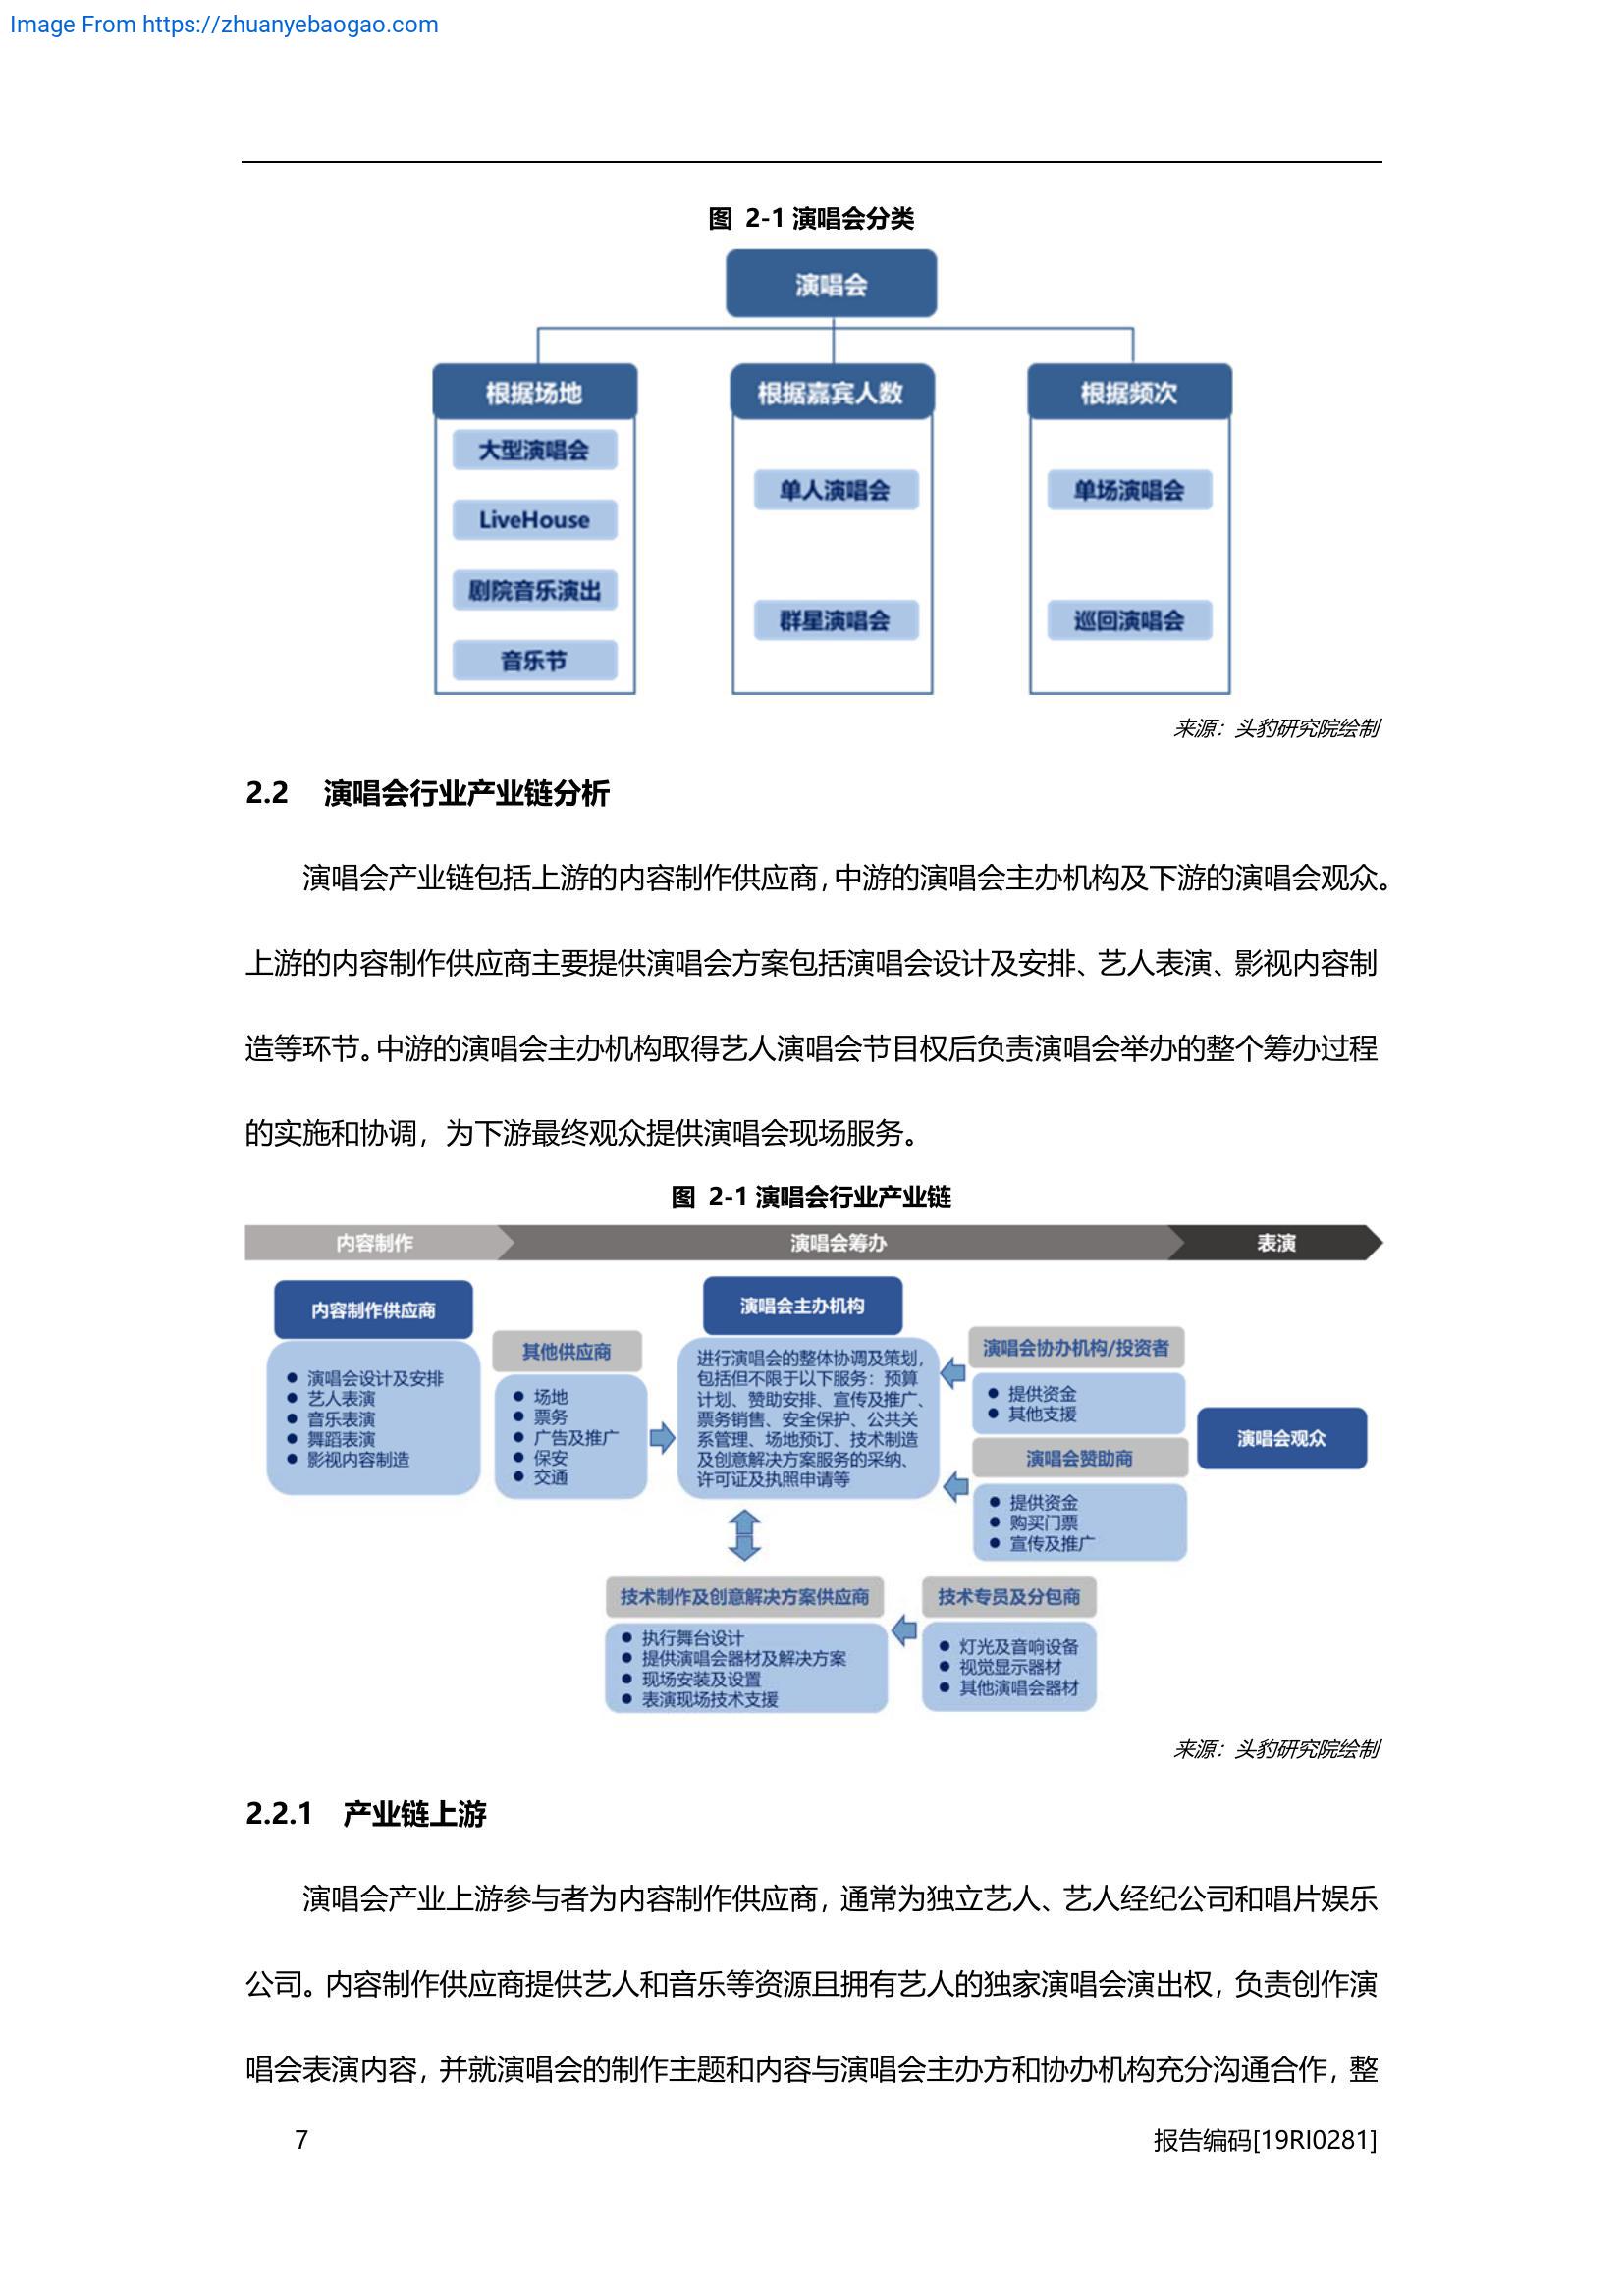 Image From https://zhuanyebaogao.com
图 2-1 演唱会分类
演唱会
根据场地
大型演唱会
LiveHouse
剧院音乐演出
音乐节
根据嘉宾人数
单人演唱会
群星演唱会
根据频次
单场演唱会
巡回演唱会
来源：头豹研究院绘制
2.2 演唱会行业产业链分析
演唱会产业链包括上游的内容制作供应商，中游的演唱会主办机构及下游的演唱会观众。
上游的内容制作供应商主要提供演唱会方案包括演唱会设计及安排、艺人表演、影视内容制
造等环节。中游的演唱会主办机构取得艺人演唱会节目权后负责演唱会举办的整个筹办过程
的实施和协调，为下游最终观众提供演唱会现场服务。
图 2-1 演唱会行业产业链
内容制作
演唱会筹办
表演
内容制作供应商
● 演唱会设计及安排
● 艺人表演
● 音乐表演
● 舞蹈表演
● 影视内容制造
其他供应商
● 场地
● 票务
● 广告及推广
● 保安
● 交通
演唱会主办机构
进行演唱会的整体协调及策划，
包括但不限于以下服务：预算
计划、赞助安排、宣传及推广、
票务销售、安全保护、公共关
系管理、场地预订、技术制造
及创意解决方案服务的采纳、
许可证及执照申请等
演唱会协办机构/投资者
● 提供资金
● 其他支援
演唱会赞助商
● 提供资金
● 购买门票
● 宣传及推广
演唱会观众
技术制作及创意解决方案供应商
● 执行舞台设计
● 提供演唱会器材及解决方案
● 现场安装及设置
● 表演现场技术支援
技术专员及分包商
● 灯光及音响设备
● 视觉显示器材
● 其他演唱会器材
来源：头豹研究院绘制
2.2.1 产业链上游
演唱会产业上游参与者为内容制作供应商，通常为独立艺人、艺人经纪公司和唱片娱乐
公司。内容制作供应商提供艺人和音乐等资源且拥有艺人的独家演唱会演出权，负责创作演
唱会表演内容，并就演唱会的制作主题和内容与演唱会主办方和协办机构充分沟通合作，整
7
报告编码[19RI0281]